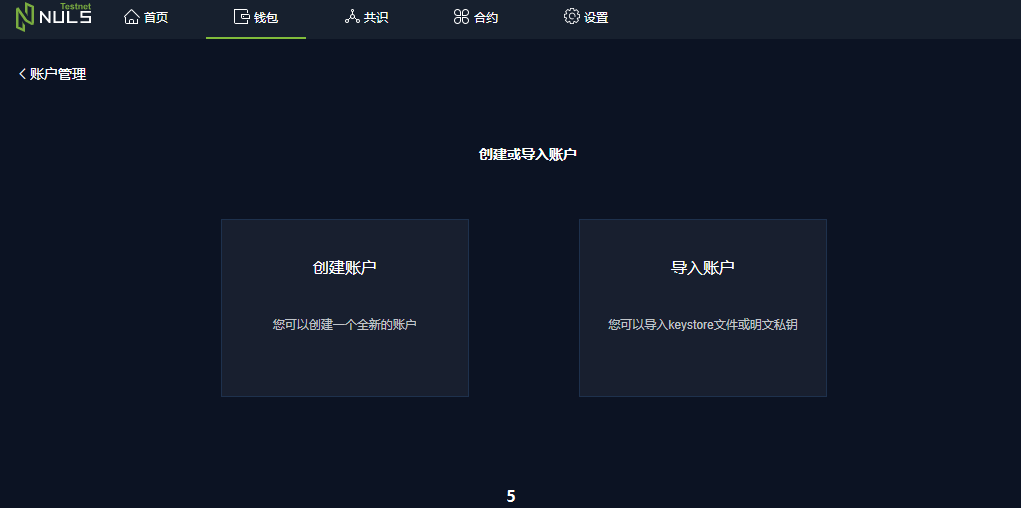 Testnet
NULS 首页 钱包 共识 合约 设置
账户管理
创建或导入账户
创建账户 导入账户
您可以创建一个全新的账户 您可以导入keystore文件或明文私钥
5